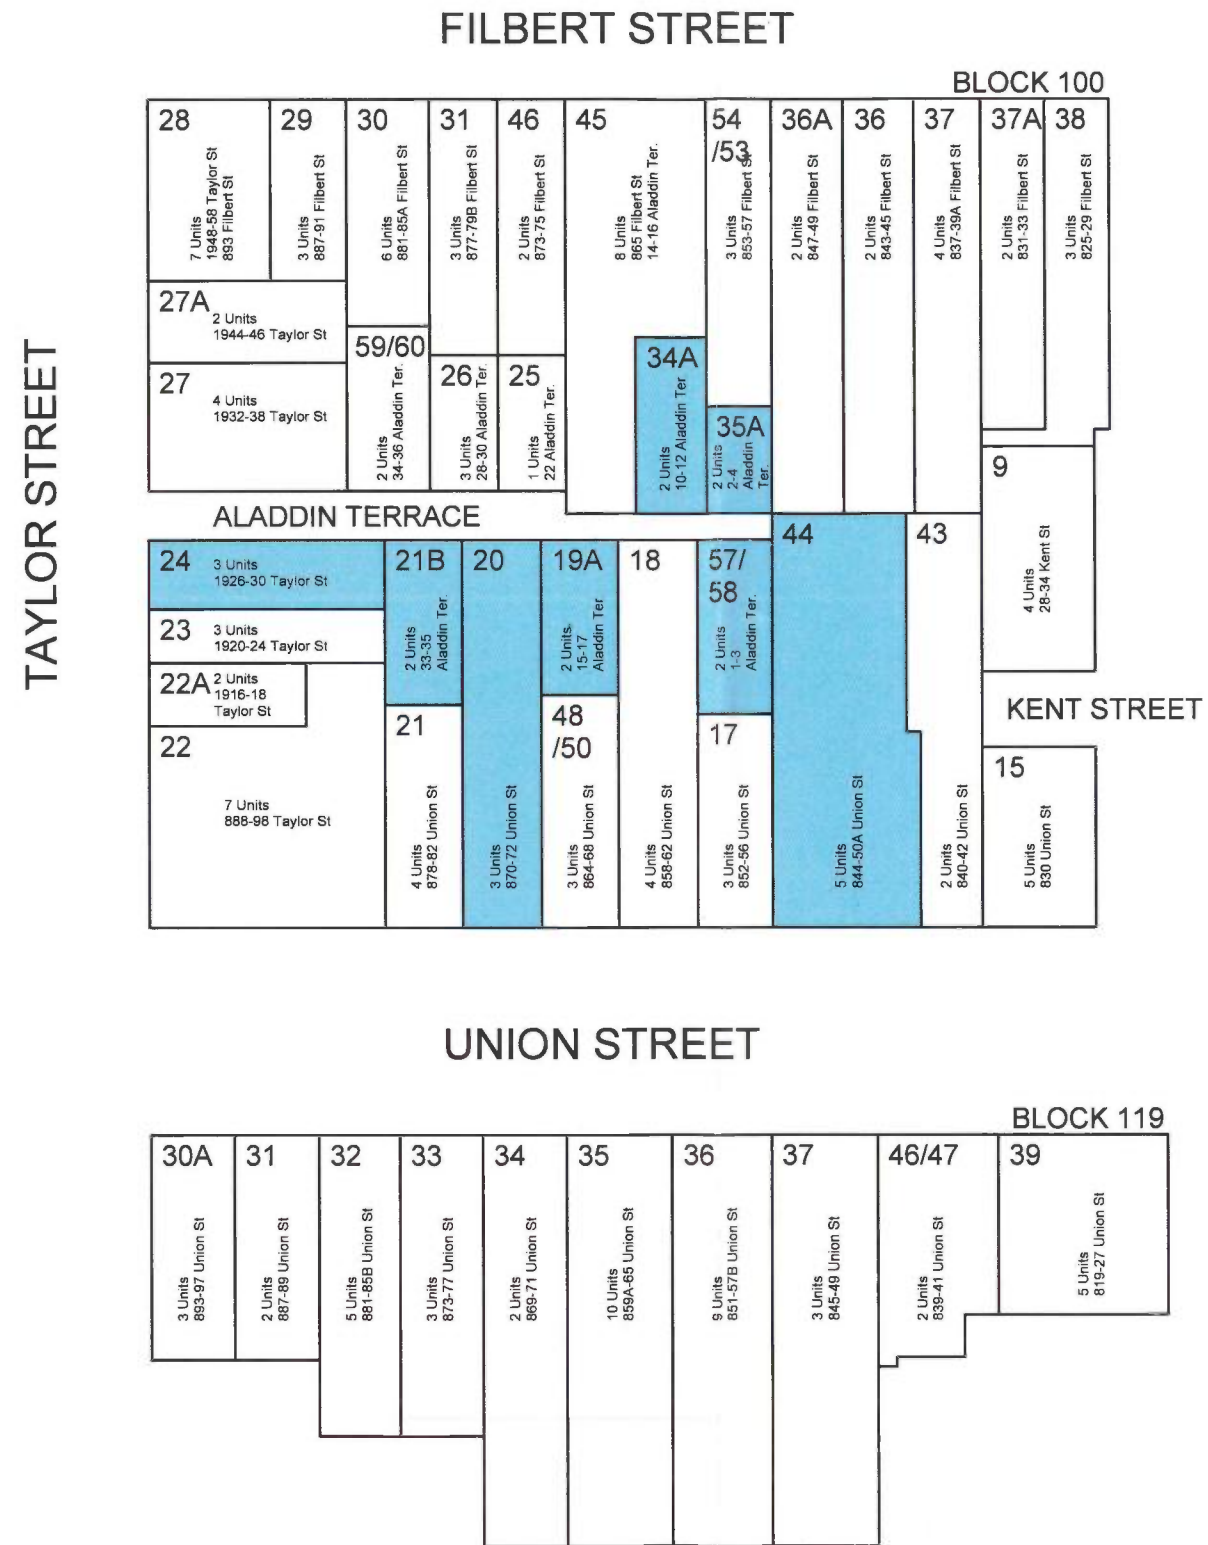 FILBERT STREET
BLOCK 100
28
7 Units
1948-58 Taylor St
893 Filbert St
29
3 Units
887-91 Filbert St
30
6 Units
881-85A Filbert St
31
3 Units
877-79B Filbert St
46
2 Units
873-75 Filbert St
45
8 Units
865 Filbert St
14-16 Aladdin Ter.
54
/53
3 Units
853-57 Filbert St
36A
2 Units
847-49 Filbert St
36
2 Units
843-45 Filbert St
37
4 Units
837-39A Filbert St
37A
2 Units
831-33 Filbert St
38
3 Units
825-29 Filbert St
27A
2 Units
1944-46 Taylor St
27
4 Units
1932-38 Taylor St
59/60
2 Units
34-36 Aladdin Ter.
26
3 Units
28-30 Aladdin Ter.
25
1 Units
22 Aladdin Ter.
34A
2 Units
10-12 Aladdin Ter
35A
2 Units
2-4
Aladdin
Ter.
9
4 Units
28-34 Kent St
TAYLOR STREET
ALADDIN TERRACE
24
3 Units
1926-30 Taylor St
23
3 Units
1920-24 Taylor St
22A
2 Units
1916-18
Taylor St
22
7 Units
888-98 Taylor St
21B
2 Units
33-35
Aladdin Ter.
21
4 Units
878-82 Union St
20
3 Units
870-72 Union St
19A
2 Units.
15-17
Aladdin Ter
48
/50
3 Units
864-68 Union St
18
4 Units
858-62 Union St
57/
58
2 Units
1-3
Aladdin Ter.
17
3 Units
852-56 Union St
44
5 Units
844-50A Union St
43
2 Units
840-42 Union St
KENT STREET
15
5 Units
830 Union St
UNION STREET
BLOCK 119
30A
3 Units
893-97 Union St
31
2 Units
887-89 Union St
32
5 Units
881-85B Union St
33
3 Units
873-77 Union St
34
2 Units
869-71 Union St
35
10 Units
859A-65 Union St
36
9 Units
851-57B Union St
37
3 Units
845-49 Union St
46/47
2 Units
839-41 Union St
39
5 Units
819-27 Union St